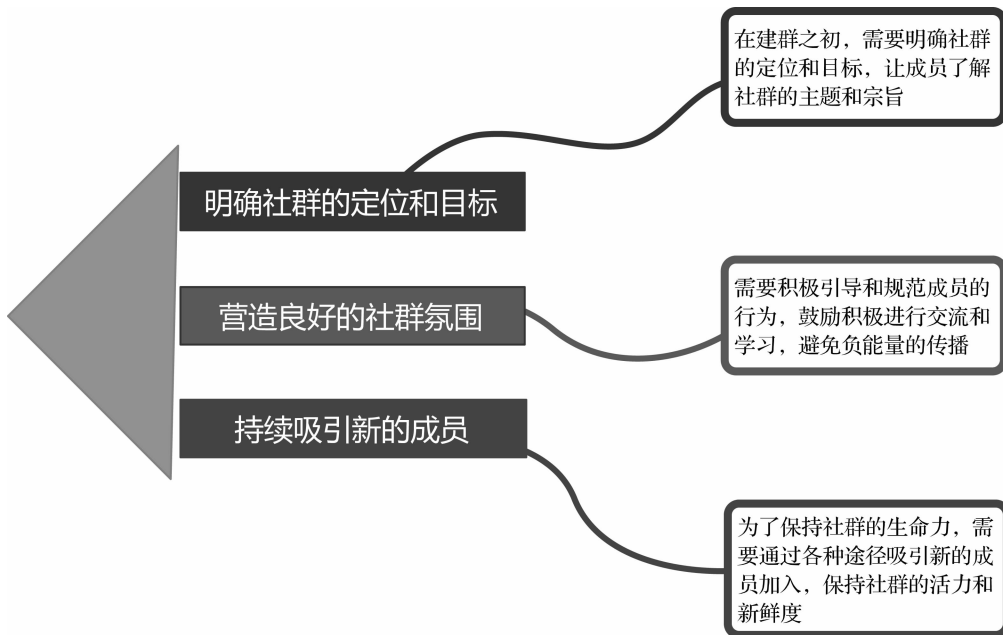 在建群之初，需要明确社群
的定位和目标，让成员了解
社群的主题和宗旨
明确社群的定位和目标
营造良好的社群氛围
需要积极引导和规范成员的
行为，鼓励积极进行交流和
学习，避免负能量的传播
持续吸引新的成员
为了保持社群的生命力，需
要通过各种途径吸引新的成
员加入，保持社群的活力和
新鲜度